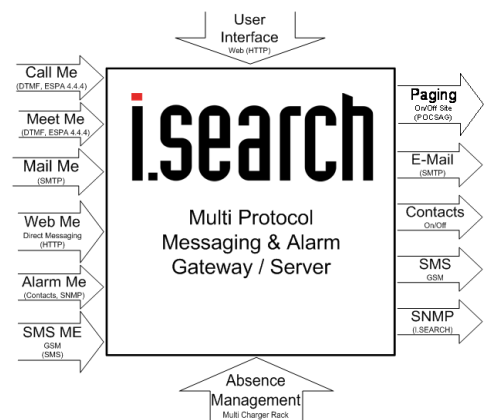 User
Interface
Web (HTTP)
Call Me
(DTMF, ESPA 4.4.4)
Meet Me
(DTMF, ESPA 4.4.4)
Mail Me
(SMTP)
Web Me
Direct Messaging
(HTTP)
Alarm Me
(Contacts, SNMP)
SMS ME
GSM
(SMS)
i.search
Multi Protocol
Messaging & Alarm
Gateway / Server
Paging
On/Off Site
(POCSAG)
E-Mail
(SMTP)
Contacts
On/Off
SMS
GSM
SNMP
(I.SEARCH)
Absence
Management
Multi Charger Rack